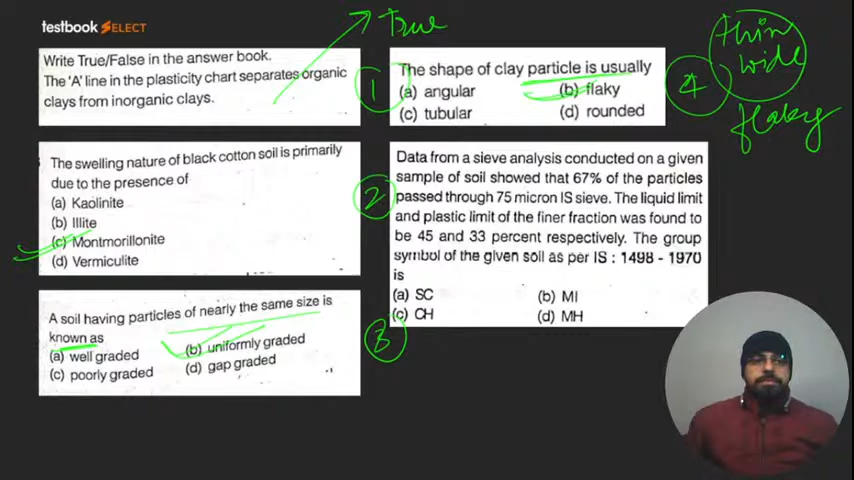 testbook SELECT
True
Write True/False in the answer book.
The 'A' line in the plasticity chart separates organic
clays from inorganic clays.
1
The shape of clay particle is usually
(a) angular
(b) flaky
(c) tubular
(d) rounded
4
thin
wide
flakey
The swelling nature of black cotton soil is primarily
due to the presence of
(a) Kaolinite
(b) Illite
(c) Montmorillonite
(d) Vermiculite
2
Data from a sieve analysis conducted on a given
sample of soil showed that 67% of the particles
passed through 75 micron IS sieve. The liquid limit
and plastic limit of the finer fraction was found to
be 45 and 33 percent respectively. The group
symbol of the given soil as per IS : 1498 - 1970
is
(a) SC
(b) MI
(c) CH
(d) MH
A soil having particles of nearly the same size is
known as
(a) well graded
(b) uniformly graded
(c) poorly graded
(d) gap graded
3